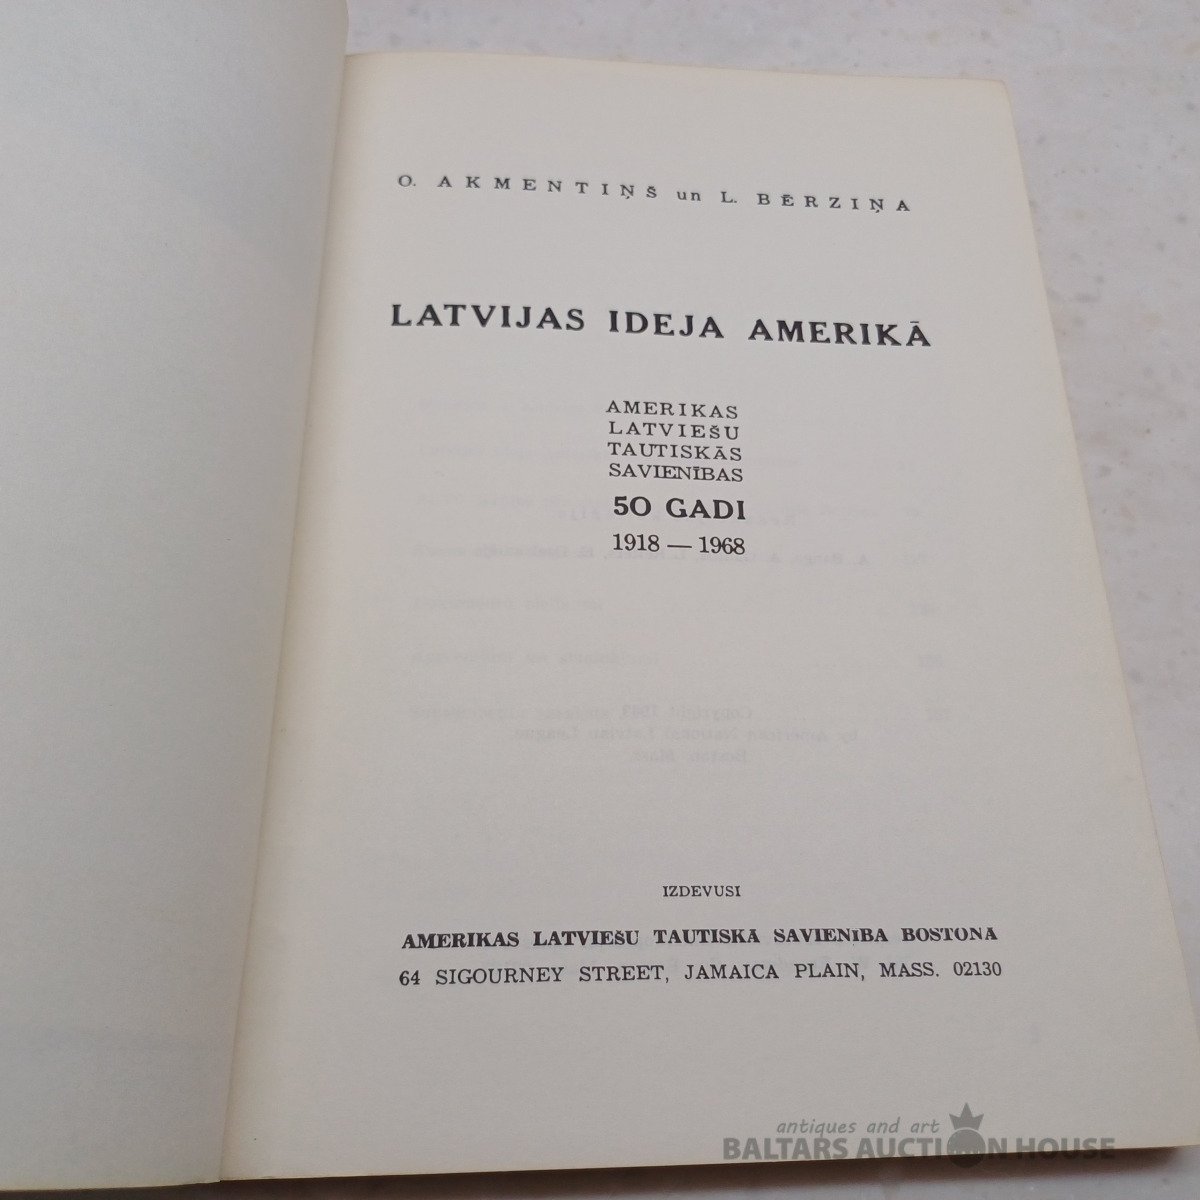 O. AKMENTIŅŠ un L. BĒRZIŅA
LATVIJAS IDEJA AMERIKĀ
AMERIKAS
LATVIEŠU
TAUTISKĀS
SAVIENĪBAS
50 GADI
1918 — 1968
IZDEVUSI
AMERIKAS LATVIEŠU TAUTISKĀ SAVIENĪBA BOSTONĀ
64 SIGOURNEY STREET, JAMAICA PLAIN, MASS. 02130
antiques and art
BALTARS AUCTION HOUSE